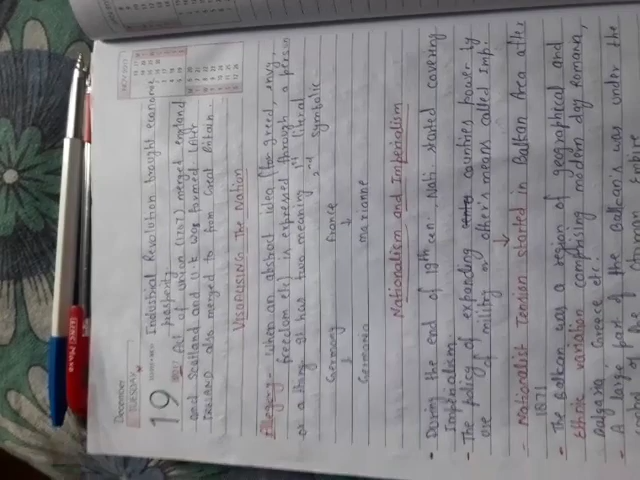 December
TUESDAY
19
Industrial Revolution brought economic
prospority.
Act of Union (1707) merged england
and Scotland and U.K was formed. Later
IRELAND also merged to from Great Britain...
VISUALISING The Nation
Allegory - when an abstract idea (for greed, envy,
freedom etc) is expressed through a person
or a thing. It has two meaning 1st literal
2nd symbolic
Germany France
Germania Marianne
Nationalism and Imperialism
- During the end of 19th cen. Nati. started covering
Imperialism.
- The policy of expanding counties power by
use of military or other's means called Imp.
- Nationalist Tension started in Balkan Area after
1871
- The Balkan was a region of geographical and
Ethnic variation comprising modern day Romana,
Bulgaria, Greece etc
- A large part of the Balkan's was under the
control of the Ottoman Empire